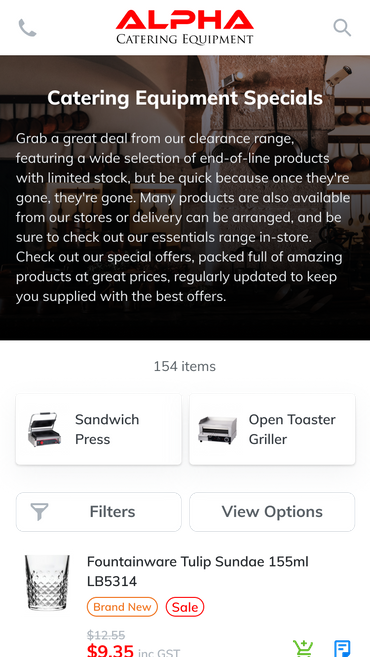 ALPHA
CATERING EQUIPMENT
Catering Equipment Specials
Grab a great deal from our clearance range,
featuring a wide selection of end-of-line products
with limited stock, but be quick because once they're
gone, they're gone. Many products are also available
from our stores or delivery can be arranged, and be
sure to check out our essentials range in-store.
Check out our special offers, packed full of amazing
products at great prices, regularly updated to keep
you supplied with the best offers.
154 items
Sandwich
Press
Open Toaster
Griller
Filters
View Options
Fountainware Tulip Sundae 155ml
LB5314
Brand New
Sale
$12.55
$9.35 inc GST